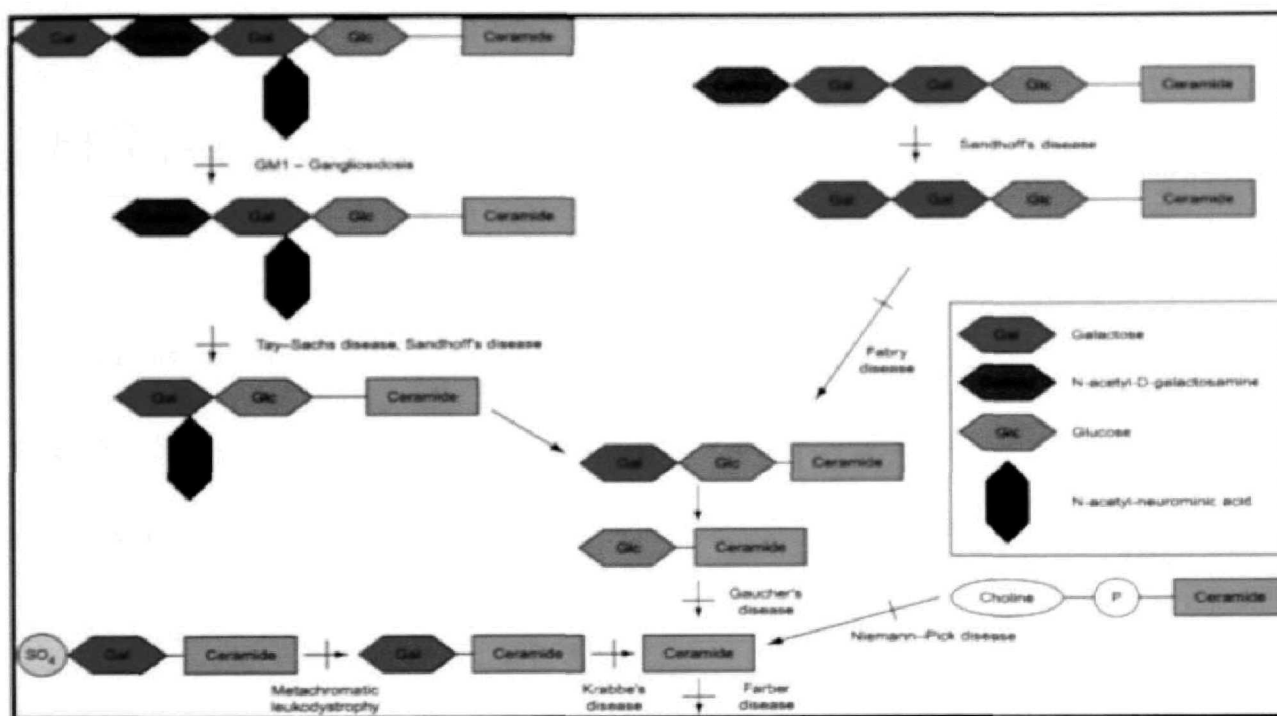 Gal Gal Glc Ceramide
Gal Gal Glc Ceramide
GM1 – Gangliosidosis
Sandhoff's disease
Gal Glc Ceramide
Gal Gal Glc Ceramide
Tay–Sachs disease, Sandhoff's disease
Fabry
disease
Gal Glc Ceramide
Gal Glc Ceramide
Glc Ceramide
Gaucher's
disease
Gal Galactose
N-acetyl-D-galactosamine
Glc Glucose
N-acetyl-neurominic acid
Choline P Ceramide
Niemann–Pick disease
SO4 Gal Ceramide Gal Ceramide Ceramide
Metachromatic
leukodystrophy
Krabbe's
disease
Farber
disease